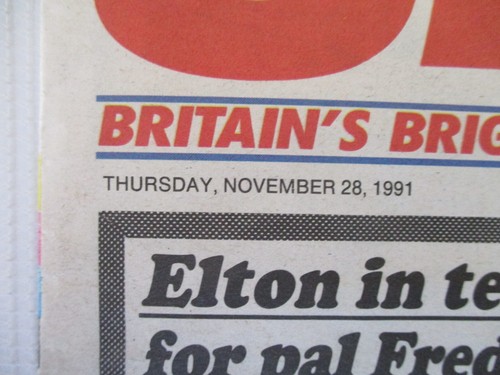 BRITAIN'S BRIG
THURSDAY, NOVEMBER 28, 1991
Elton in te
for pal Fred